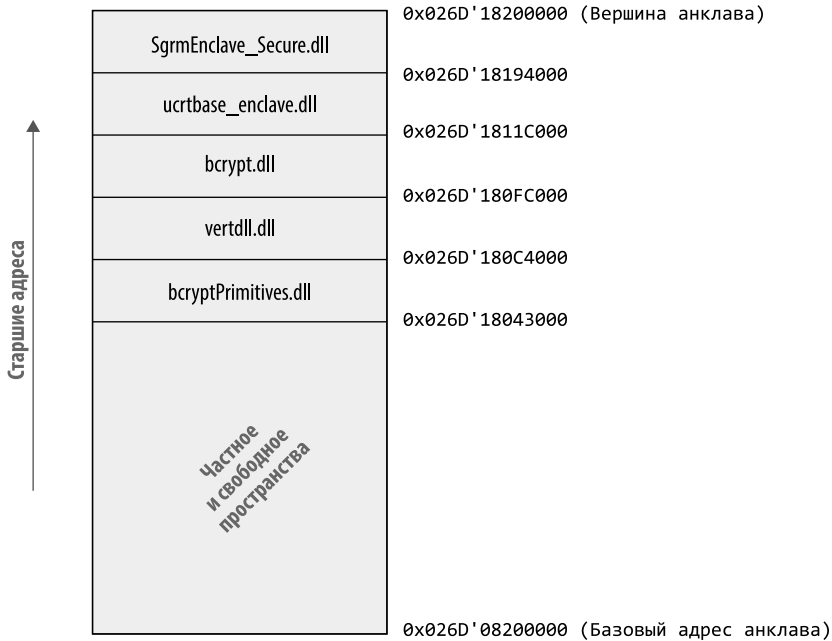 0x026D'18200000 (Вершина анклава)
SgrmEnclave_Secure.dll
0x026D'18194000
ucrtbase_enclave.dll
0x026D'1811C000
bcrypt.dll
0x026D'180FC000
vertdll.dll
0x026D'180C4000
bcryptPrimitives.dll
0x026D'18043000
Старшие адреса
Частное
и свободное
пространства
0x026D'08200000 (Базовый адрес анклава)